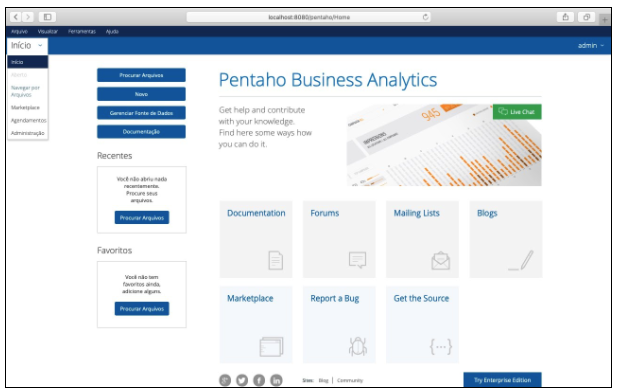 localhost:8080/pentaho/Home
Arquivo Visualizar Ferramentas Ajuda
Início
admin
Início
Abertos
Navegar por
Arquivos
Marketplace
Agendamentos
Administração
Procurar Arquivos
Novo
Gerenciar Fonte de Dados
Documentação
Recentes
Você não abriu nada
recentemente.
Procure seus
arquivos.
Procurar Arquivos
Favoritos
Você não tem
favoritos ainda,
adicione alguns.
Procurar Arquivos
Pentaho Business Analytics
Get help and contribute
with your knowledge.
Find here some ways how
you can do it.
945
Live Chat
Documentation
Forums
Mailing Lists
Blogs
Marketplace
Report a Bug
Get the Source
{...}
Sites: Blog | Community
Try Enterprise Edition